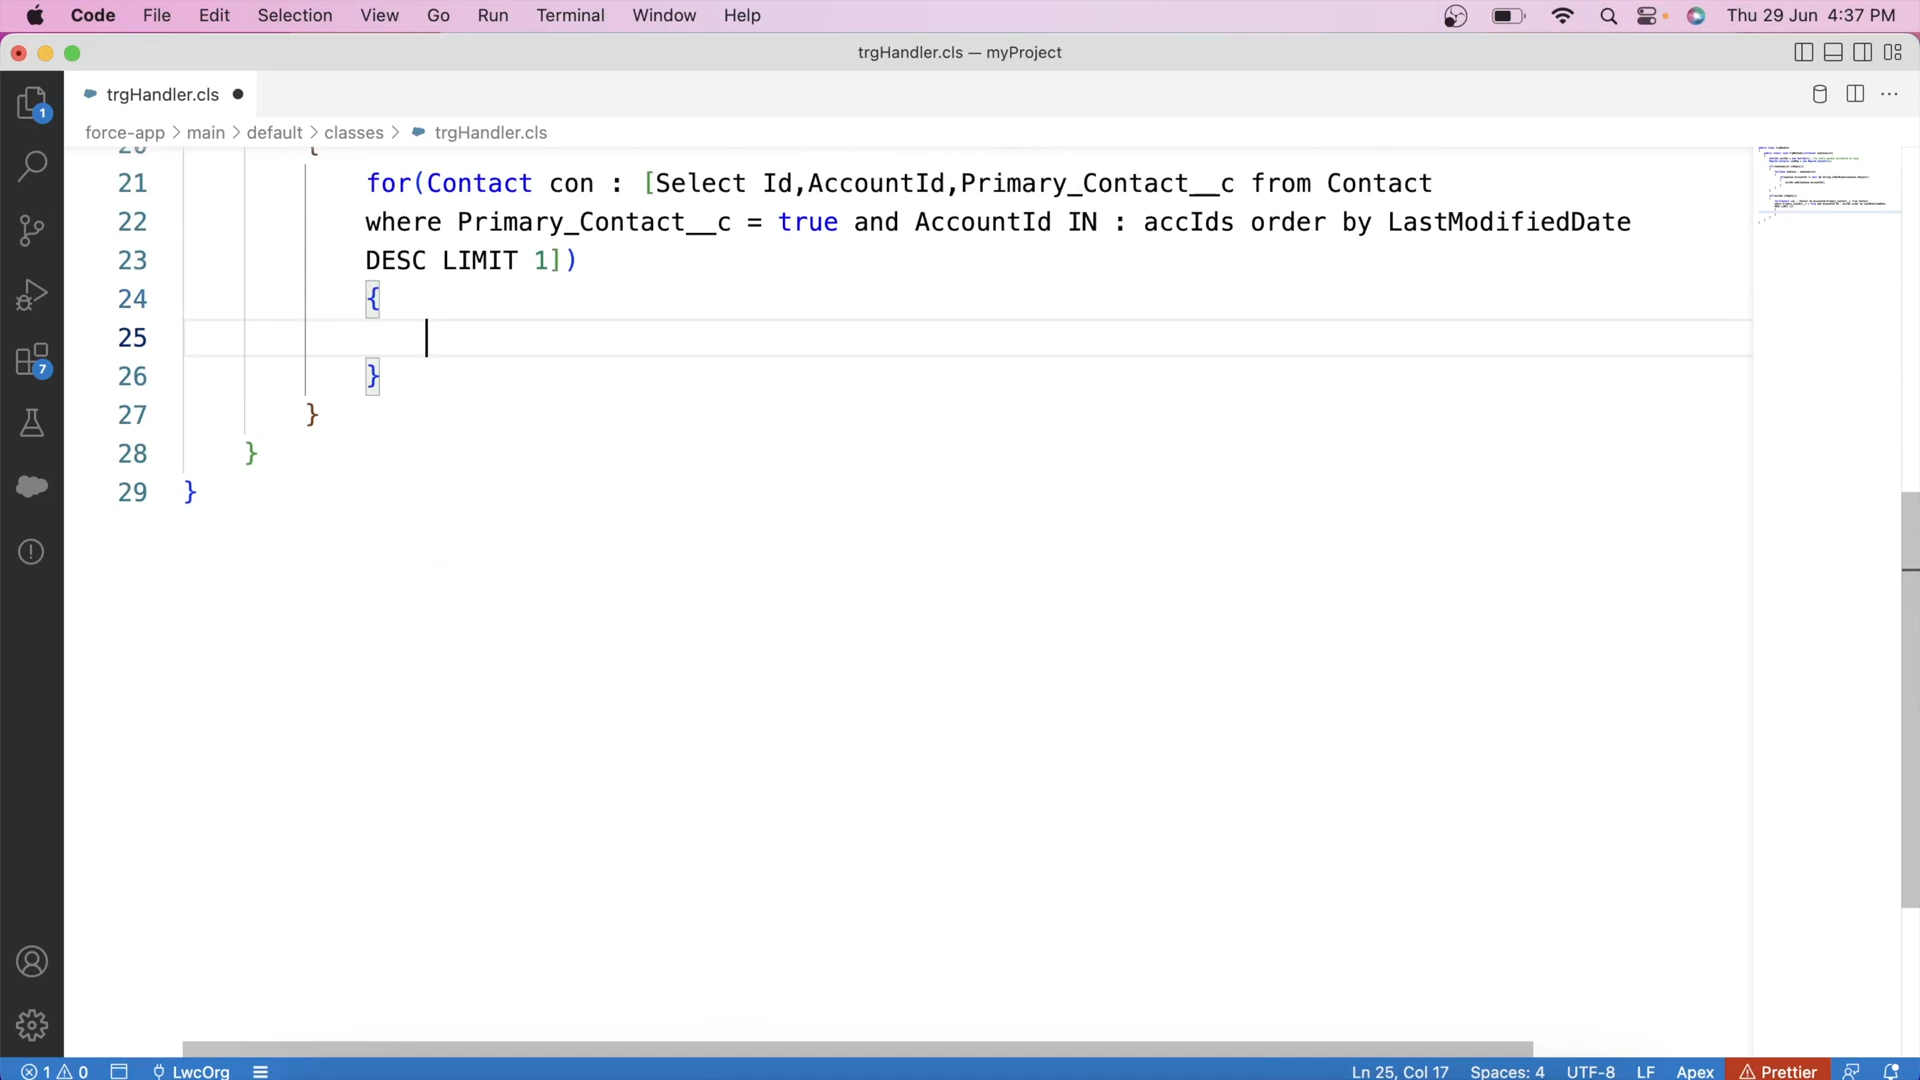 Code File Edit Selection View Go Run Terminal Window Help Thu 29 Jun 4:37 PM
trgHandler.cls — myProject
trgHandler.cls
force-app > main > default > classes > trgHandler.cls
20 {
21 for(Contact con : [Select Id,AccountId,Primary_Contact__c from Contact
22 where Primary_Contact__c = true and AccountId IN : accIds order by LastModifiedDate
23 DESC LIMIT 1])
24 {
25
26 }
27 }
28 }
29 }
1
7
1 0 LwcOrg Ln 25, Col 17 Spaces: 4 UTF-8 LF Apex Prettier